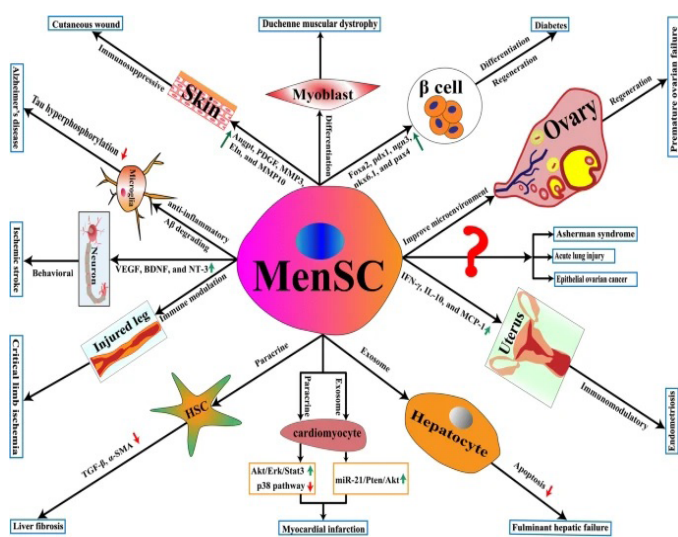 Cutaneous wound
Duchenne muscular dystrophy
Diabetes
Premature ovarian failure
Alzheimer's disease
Immunosuppressive
Skin
Myoblast
β cell
Differentiation
Regeneration
Ovary
Regeneration
Tau hyperphosphorylation
Angpt, PDGF, MMP3,
Eln, and MMP10
Differentiation
Foxa2, pdx1, ngn3,
nkx6.1, and pax4
Microglia
anti-inflammatory
Aβ degrading
Improve microenvironment
Ischemic stroke
Behavioral
Neuron
VEGF, BDNF, and NT-3
MenSC
?
Asherman syndrome
Acute lung injury
Epithelial ovarian cancer
Immune modulation
IFN-γ, IL-10, and MCP-1
Injured leg
Uterus
Critical limb ischemia
Immunomodulatory
Endometriosis
Paracrine
Paracrine
Exosome
Exosome
HSC
cardiomyocyte
Hepatocyte
TGF-β, α-SMA
Akt/Erk/Stat3
p38 pathway
miR-21/Pten/Akt
Apoptosis
Liver fibrosis
Myocardial infarction
Fulminant hepatic failure